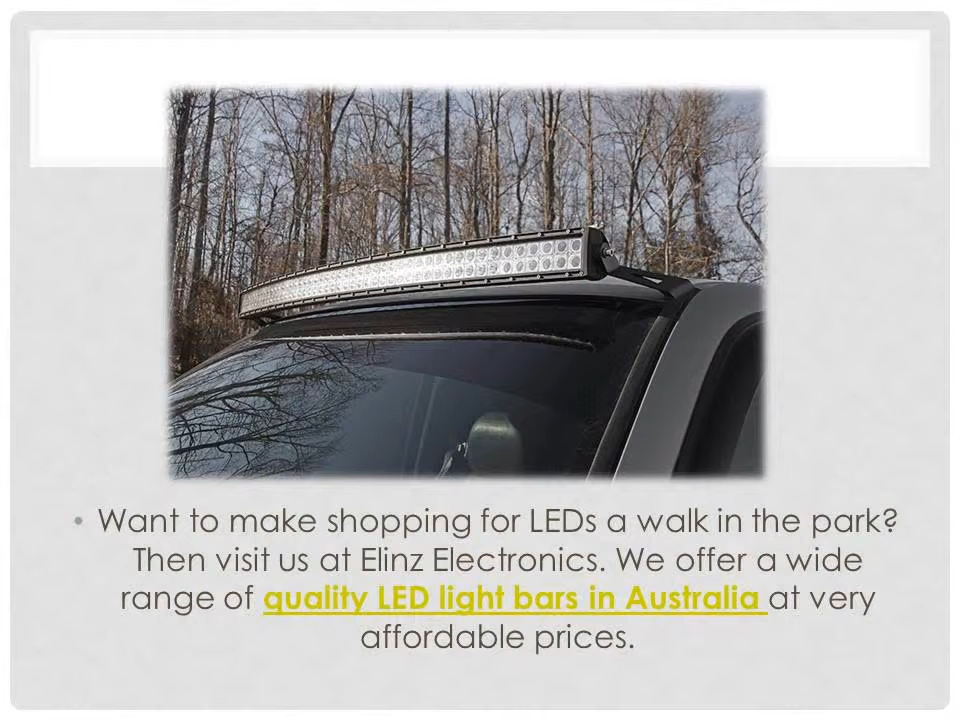 • Want to make shopping for LEDs a walk in the park?
Then visit us at Elinz Electronics. We offer a wide
range of quality LED light bars in Australia at very
affordable prices.